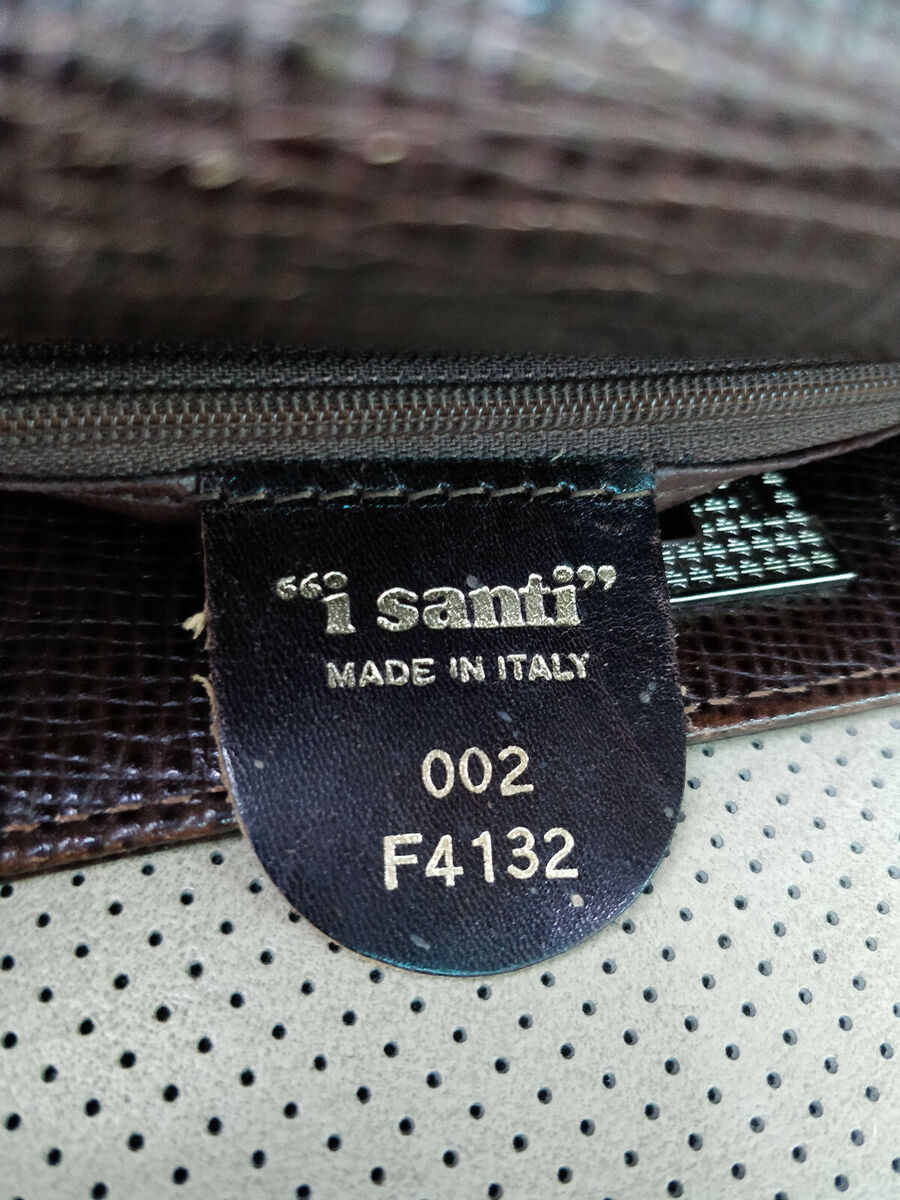 “i santi”
MADE IN ITALY
002
F4132